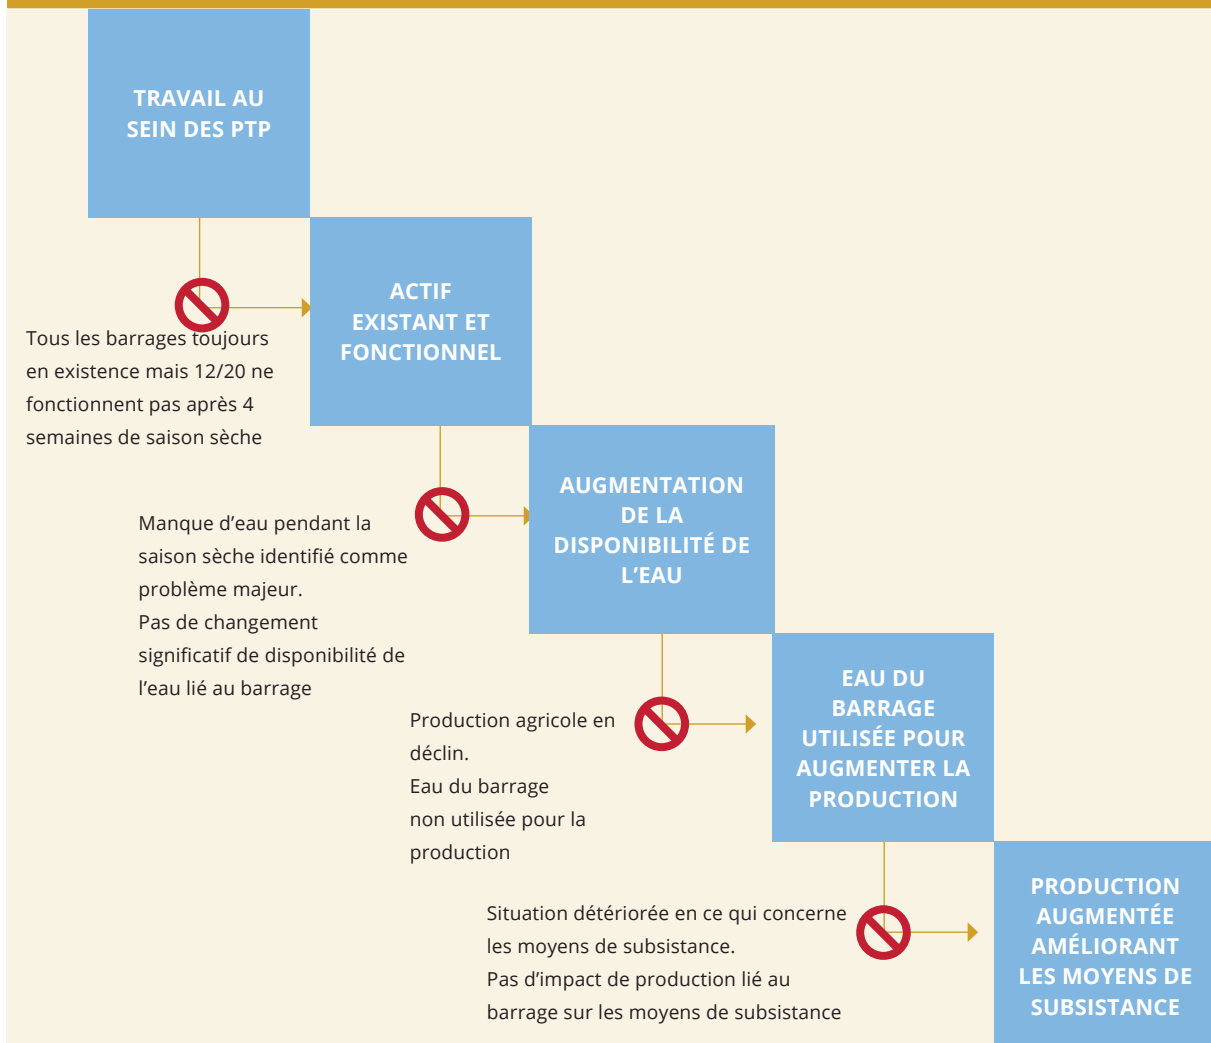 TRAVAIL AU
SEIN DES PTP
ACTIF
EXISTANT ET
FONCTIONNEL
Tous les barrages toujours
en existence mais 12/20 ne
fonctionnent pas après 4
semaines de saison sèche
AUGMENTATION
DE LA
DISPONIBILITÉ DE
L’EAU
Manque d’eau pendant la
saison sèche identifié comme
problème majeur.
Pas de changement
significatif de disponibilité de
l’eau lié au barrage
EAU DU
BARRAGE
UTILISÉE POUR
AUGMENTER LA
PRODUCTION
Production agricole en
déclin.
Eau du barrage
non utilisée pour la
production
PRODUCTION
AUGMENTÉE
AMÉLIORANT
LES MOYENS DE
SUBSISTANCE
Situation détériorée en ce qui concerne
les moyens de subsistance.
Pas d’impact de production lié au
barrage sur les moyens de subsistance